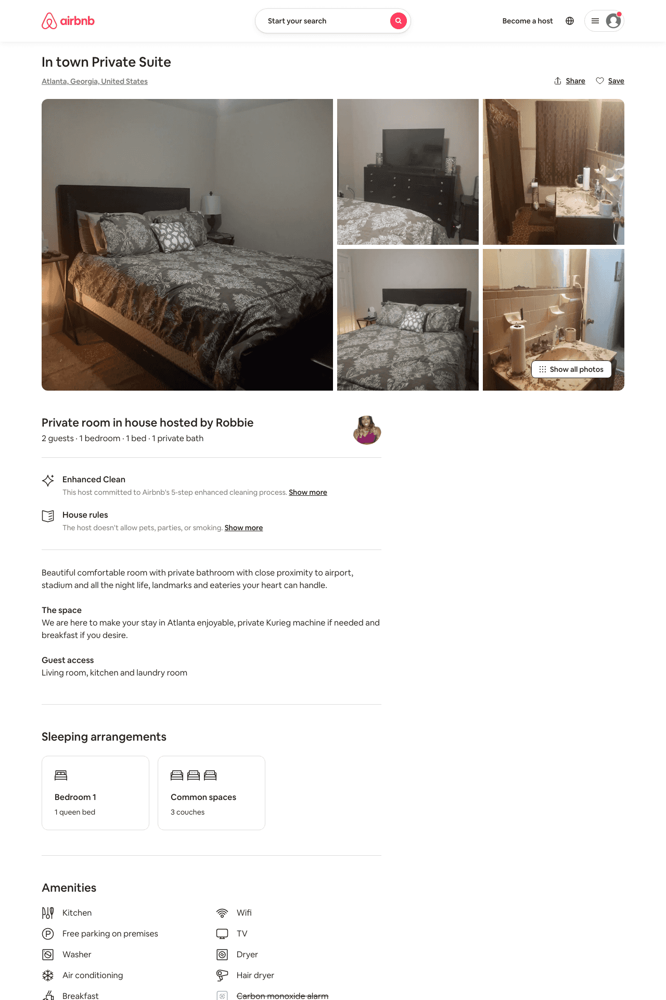 airbnb
Start your search
Become a host
In town Private Suite
Atlanta, Georgia, United States
Share
Save
Show all photos
Private room in house hosted by Robbie
2 guests · 1 bedroom · 1 bed · 1 private bath
Enhanced Clean
This host committed to Airbnb's 5-step enhanced cleaning process. Show more
House rules
The host doesn’t allow pets, parties, or smoking. Show more
Beautiful comfortable room with private bathroom with close proximity to airport,
stadium and all the night life, landmarks and eateries your heart can handle.
The space
We are here to make your stay in Atlanta enjoyable, private Kurieg machine if needed and
breakfast if you desire.
Guest access
Living room, kitchen and laundry room
Sleeping arrangements
Bedroom 1
1 queen bed
Common spaces
3 couches
Amenities
Kitchen
Wifi
Free parking on premises
TV
Washer
Dryer
Air conditioning
Hair dryer
Breakfast
Carbon monoxide alarm